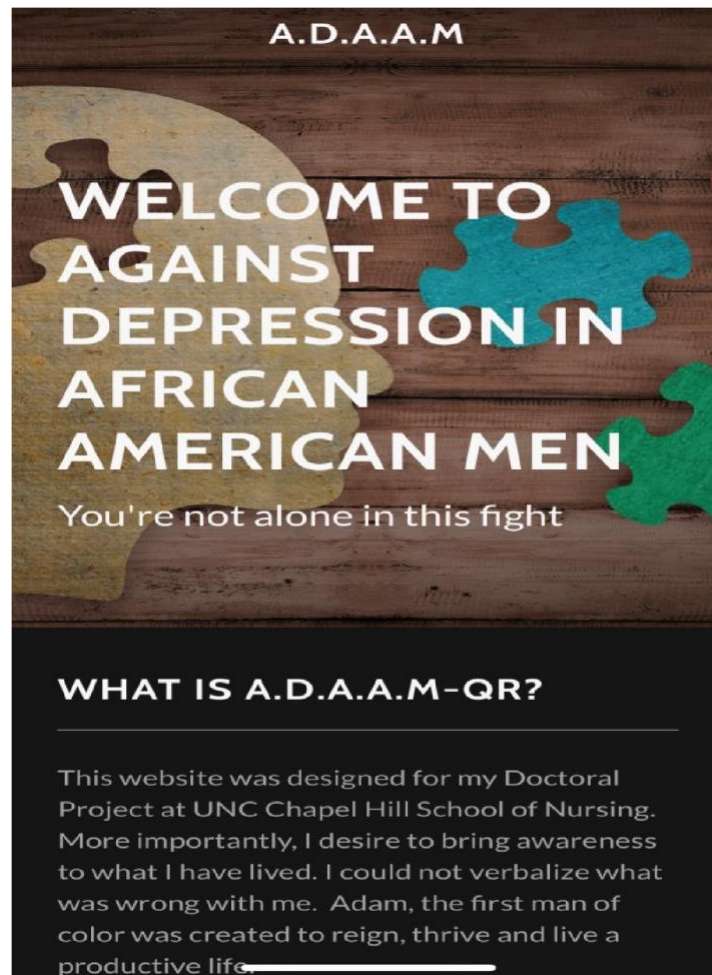 A.D.A.A.M
WELCOME TO
AGAINST
DEPRESSION IN
AFRICAN
AMERICAN MEN
You're not alone in this fight
WHAT IS A.D.A.A.M-QR?
This website was designed for my Doctoral
Project at UNC Chapel Hill School of Nursing.
More importantly, I desire to bring awareness
to what I have lived. I could not verbalize what
was wrong with me.  Adam, the first man of
color was created to reign, thrive and live a
productive life.